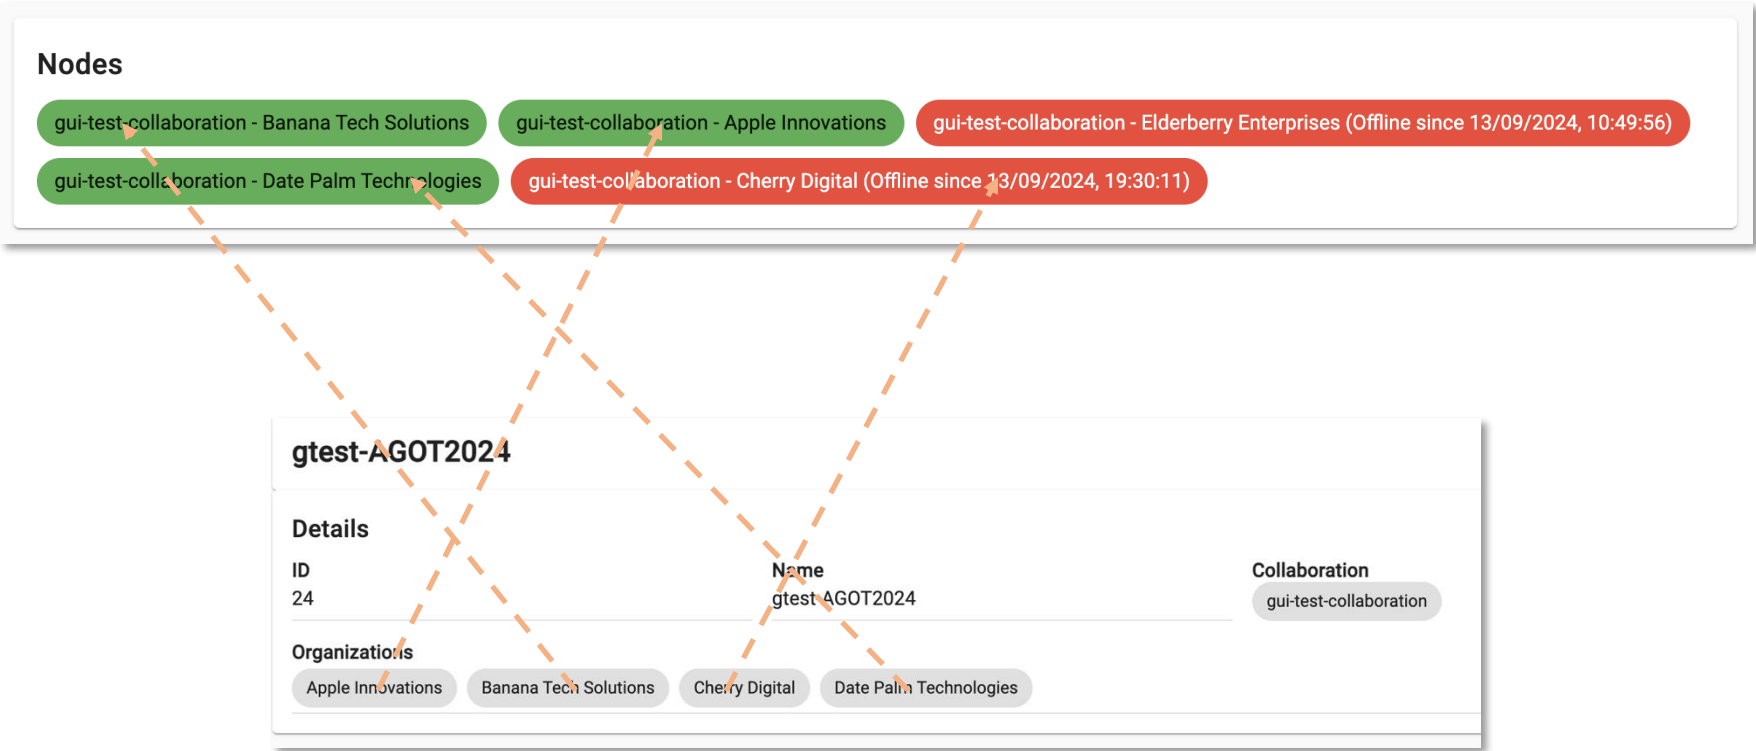 Nodes
gui-test-collaboration - Banana Tech Solutions
gui-test-collaboration - Apple Innovations
gui-test-collaboration - Elderberry Enterprises (Offline since 13/09/2024, 10:49:56)
gui-test-collaboration - Date Palm Technologies
gui-test-collaboration - Cherry Digital (Offline since 13/09/2024, 19:30:11)
gtest-AGOT2024
Details
ID
24
Name
gtest-AGOT2024
Collaboration
gui-test-collaboration
Organizations
Apple Innovations
Banana Tech Solutions
Cherry Digital
Date Palm Technologies